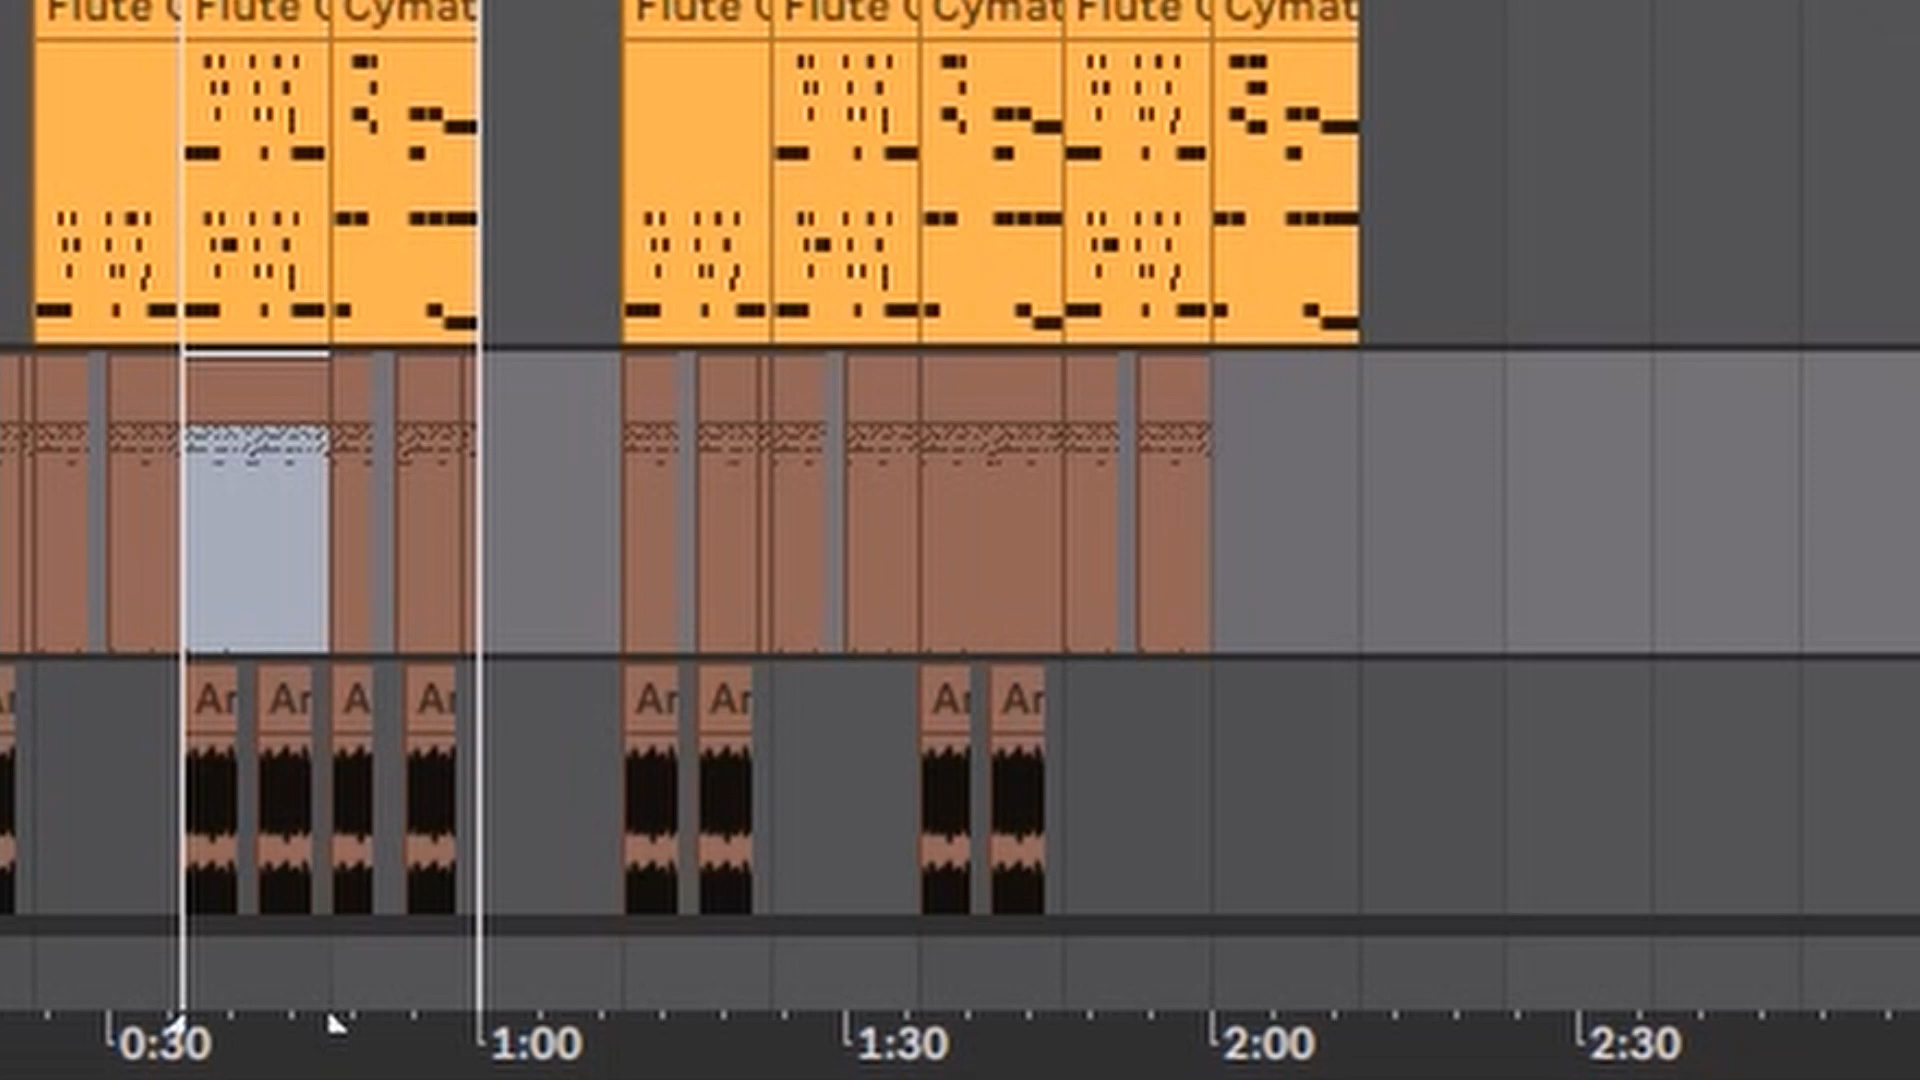 Flute C Flute C Cymat Flute C Flute C Cymat Flute C Cymat
Ar Ar A Ar Ar Ar Ar Ar
0:30 1:00 1:30 2:00 2:30